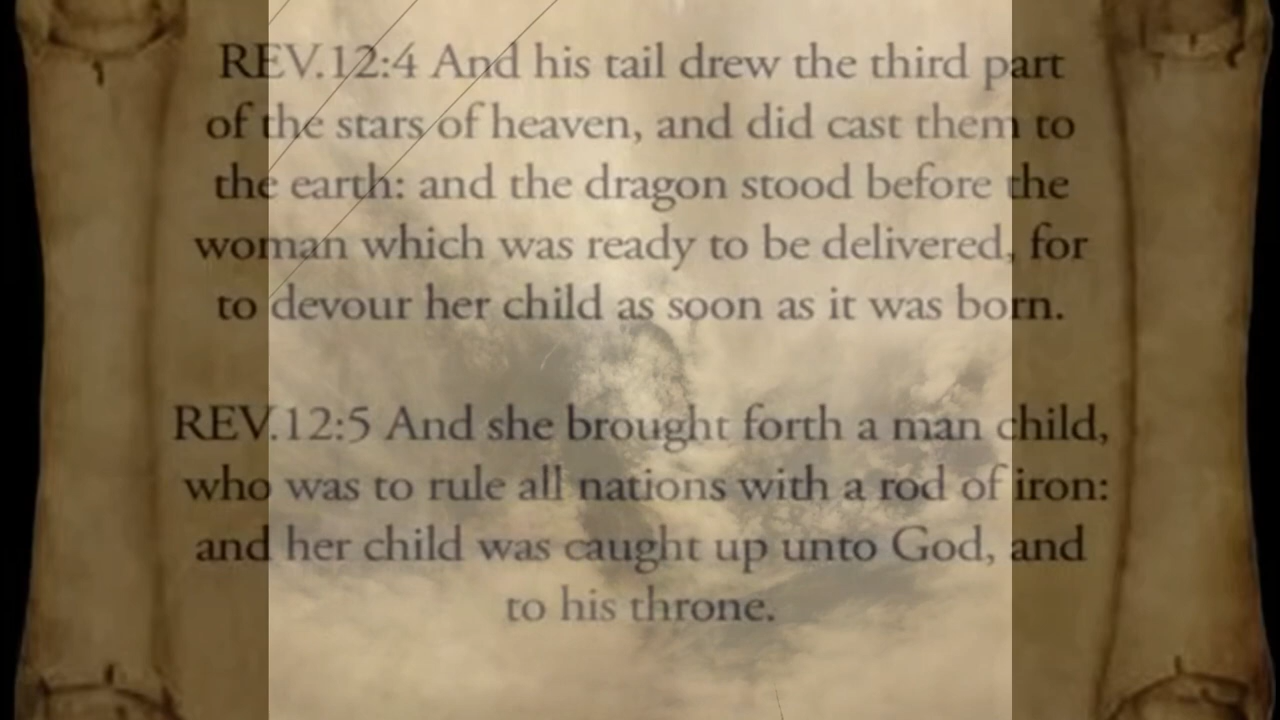 REV.12:4 And his tail drew the third part
of the stars of heaven, and did cast them to
the earth: and the dragon stood before the
woman which was ready to be delivered, for
to devour her child as soon as it was born.
REV.12:5 And she brought forth a man child,
who was to rule all nations with a rod of iron:
and her child was caught up unto God, and
to his throne.